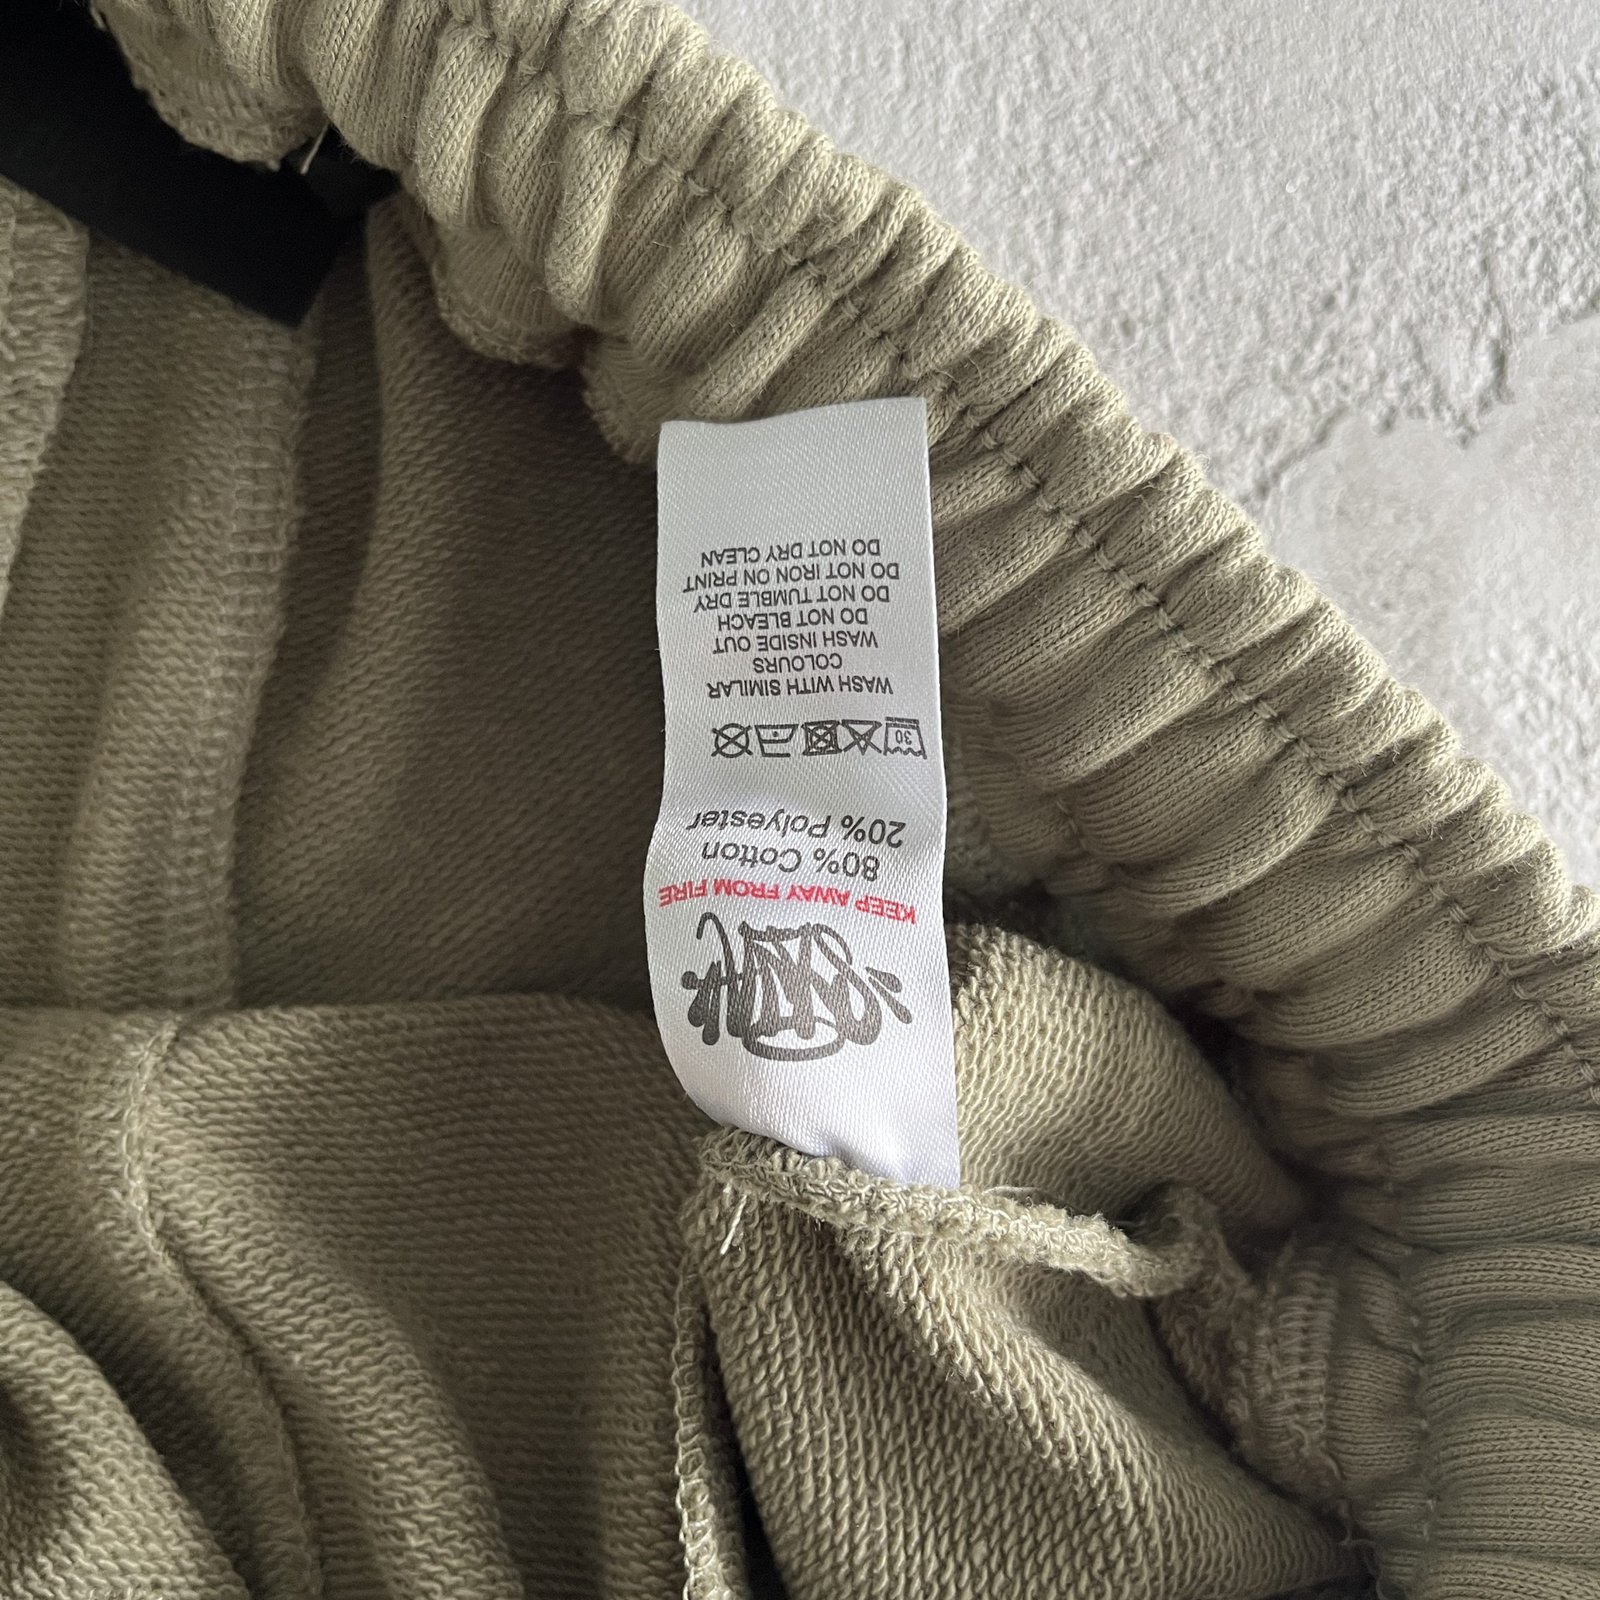 SYNA
KEEP AWAY FROM FIRE
80% Cotton
20% Polyester
30
WASH WITH SIMILAR
COLOURS
WASH INSIDE OUT
DO NOT BLEACH
DO NOT TUMBLE DRY
DO NOT IRON ON PRINT
DO NOT DRY CLEAN